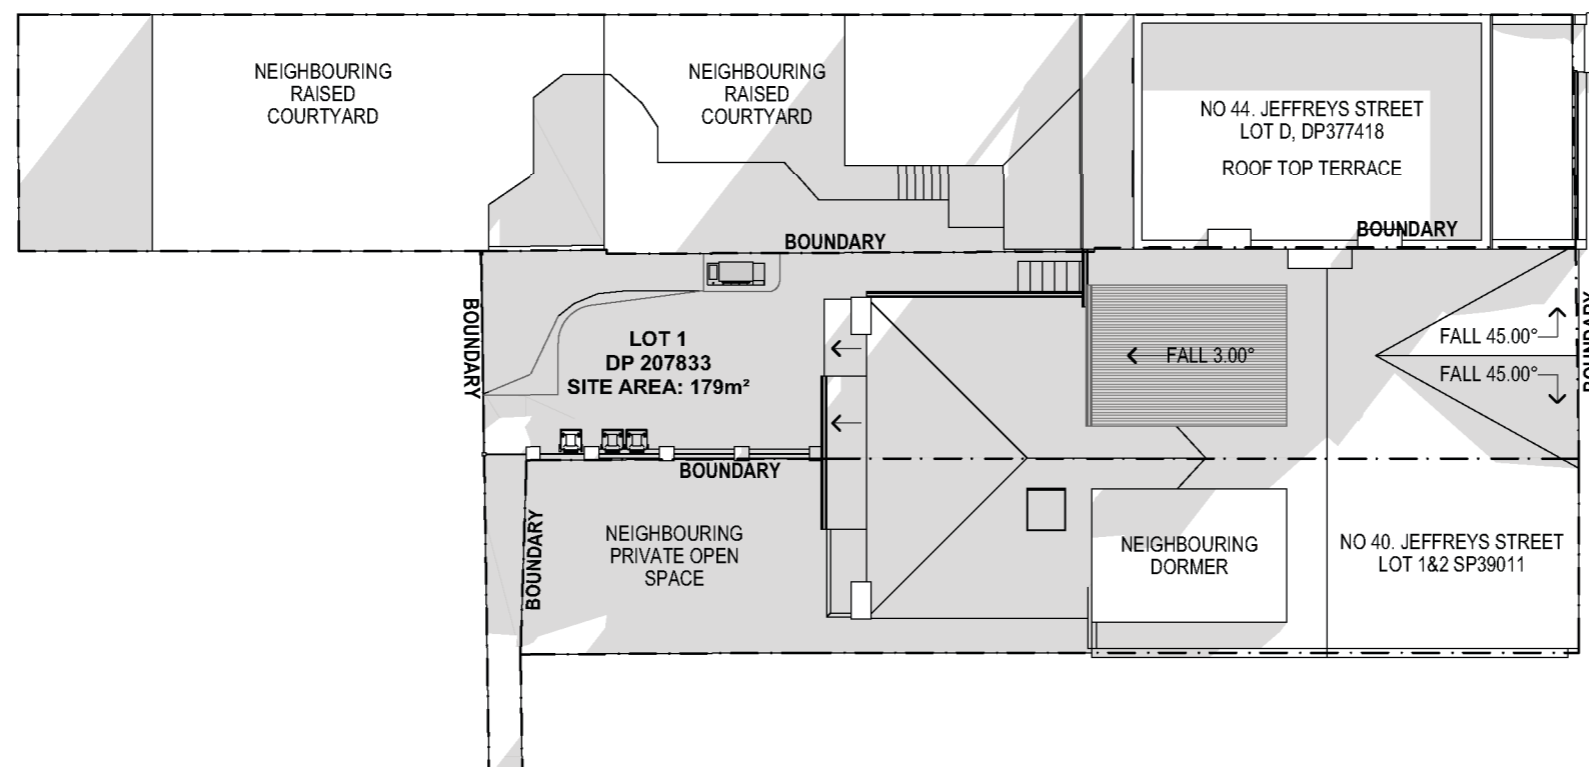 NEIGHBOURING
RAISED
COURTYARD
NEIGHBOURING
RAISED
COURTYARD
NO 44. JEFFREYS STREET
LOT D, DP377418
ROOF TOP TERRACE
BOUNDARY
BOUNDARY
BOUNDARY
LOT 1
DP 207833
SITE AREA: 179m²
FALL 3.00°
FALL 45.00°
FALL 45.00°
BOUNDARY
BOUNDARY
BOUNDARY
NEIGHBOURING
PRIVATE OPEN
SPACE
NEIGHBOURING
DORMER
NO 40. JEFFREYS STREET
LOT 1&2 SP39011